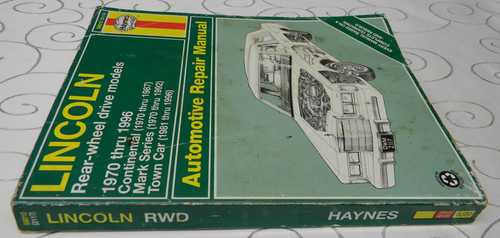 Haynes
LINCOLN
Rear-wheel drive models
1970 thru 1996
Continental (1970 thru 1987)
Mark Series (1970 thru 1992)
Town Car (1981 thru 1996)
Automotive Repair Manual
LINCOLN RWD
HAYNES